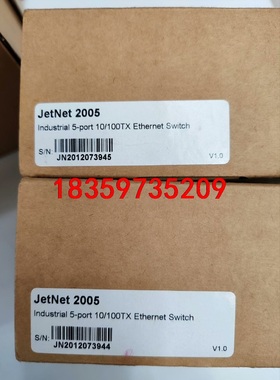 JetNet 2005
Industrial 5-port 10/100TX Ethernet Switch
S/N:
JN2012073945
V1.0
18359735209
JetNet 2005
Industrial 5-port 10/100TX Ethernet Switch
S/N:
JN2012073944
V1.0